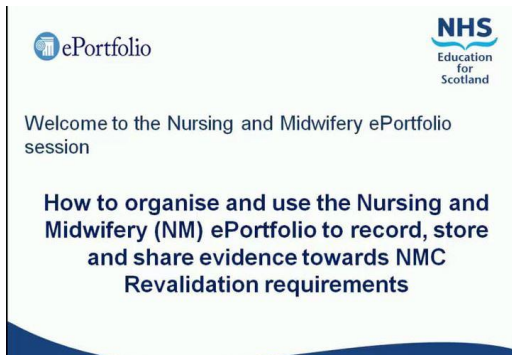 ePortfolio
NHS
Education
for
Scotland
Welcome to the Nursing and Midwifery ePortfolio
session
How to organise and use the Nursing and
Midwifery (NM) ePortfolio to record, store
and share evidence towards NMC
Revalidation requirements